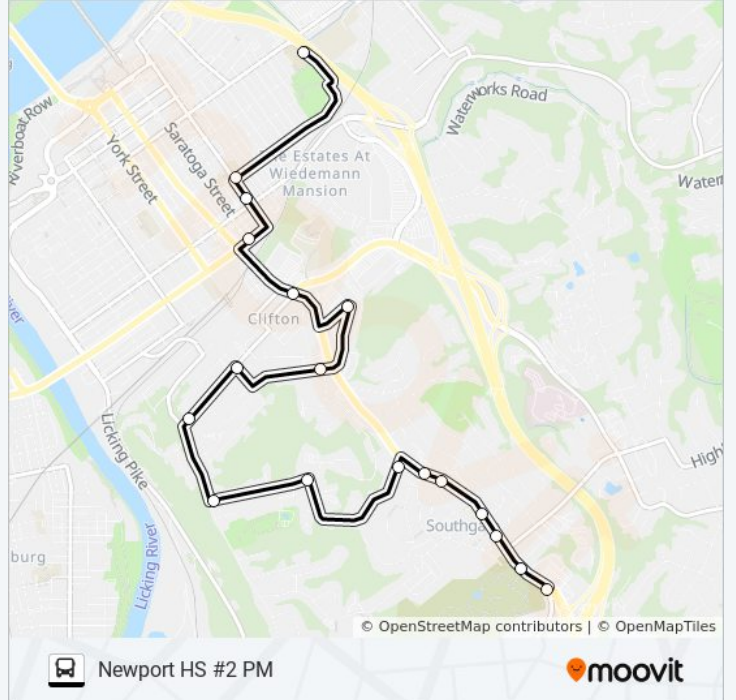 Riverboat Row
York Street
Saratoga Street
Waterworks Road
Water
The Estates At
Wiedemann
Mansion
Clifton
Licking Pike
Licking River
High
Southga
burg
© OpenStreetMap contributors | © OpenMapTiles
Newport HS #2 PM
moovit